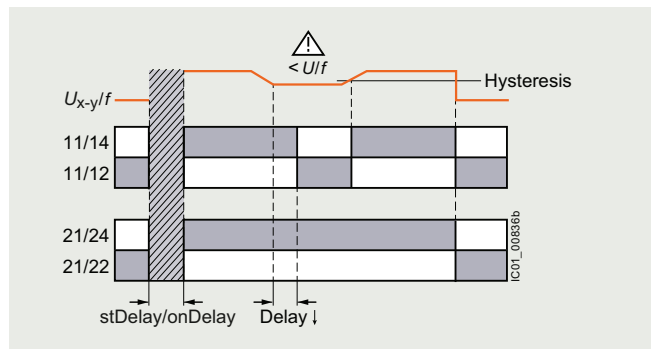 < U/f
Hysteresis
Ux-y/f
11/14
11/12
21/24
21/22
IC01_00836b
stDelay/onDelay
Delay↓